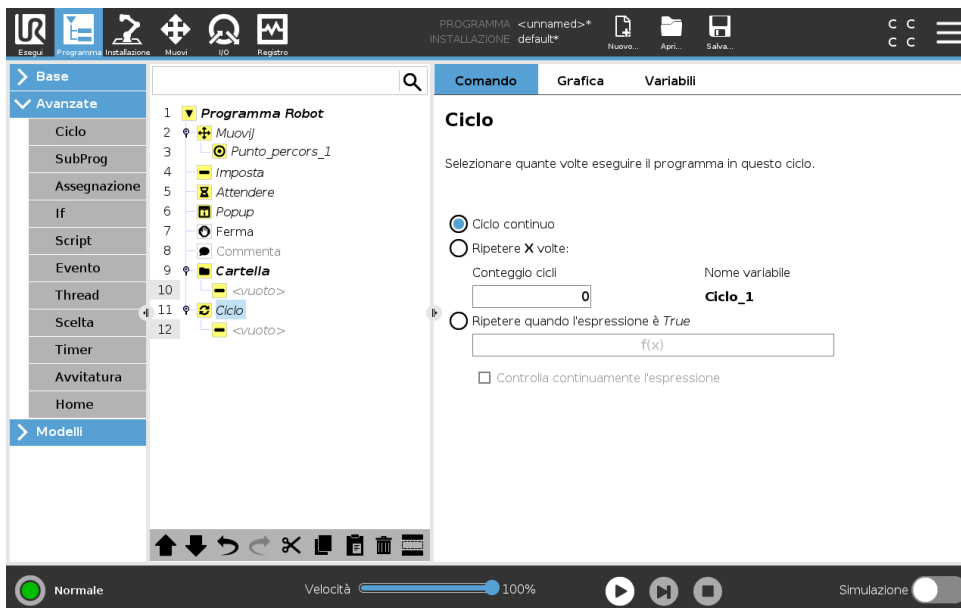 PROGRAMMA <unnamed>*
INSTALLAZIONE default*
Esegui Programma Installazione Muovi I/O Registro
Nuovo... Apri... Salva...
C C
C C
Base
Avanzate
Ciclo
SubProg
Assegnazione
If
Script
Evento
Thread
Scelta
Timer
Avvitatura
Home
Modelli
1 Programma Robot
2 MuoviJ
3 Punto_percors_1
4 Imposta
5 Attendere
6 Popup
7 Ferma
8 Commenta
9 Cartella
10 <vuoto>
11 Ciclo
12 <vuoto>
Comando Grafica Variabili
Ciclo
Selezionare quante volte eseguire il programma in questo ciclo.
Ciclo continuo
Ripetere X volte:
Conteggio cicli Nome variabile
0 Ciclo_1
Ripetere quando l'espressione è True
f(x)
Controlla continuamente l'espressione
Normale
Velocità 100%
Simulazione